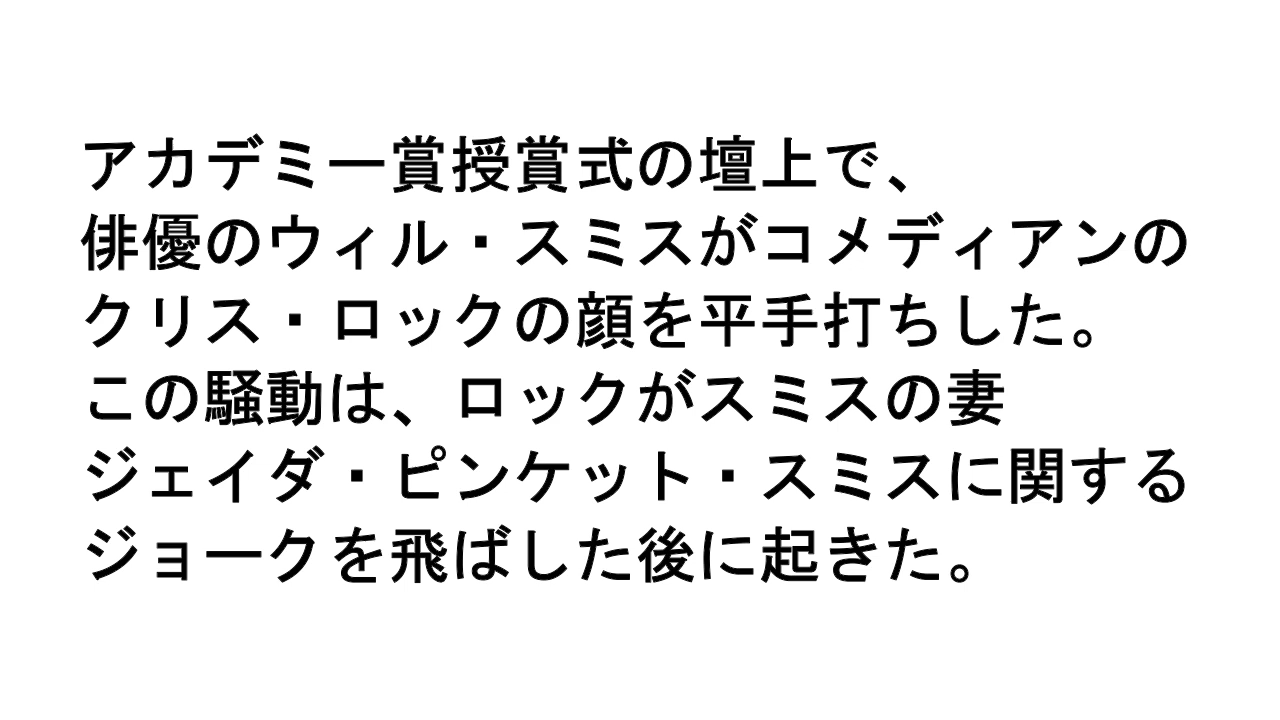 アカデミー賞授賞式の壇上で、
俳優のウィル・スミスがコメディアンの
クリス・ロックの顔を平手打ちした。
この騒動は、ロックがスミスの妻
ジェイダ・ピンケット・スミスに関する
ジョークを飛ばした後に起きた。